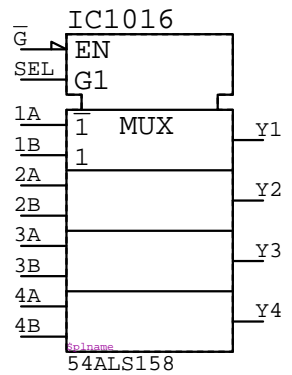 IC1016
G̅ EN
SEL G1
1A 1̅ MUX
1B 1 Y1
2A
2B Y2
3A
3B Y3
4A
4B Y4
$plname
54ALS158